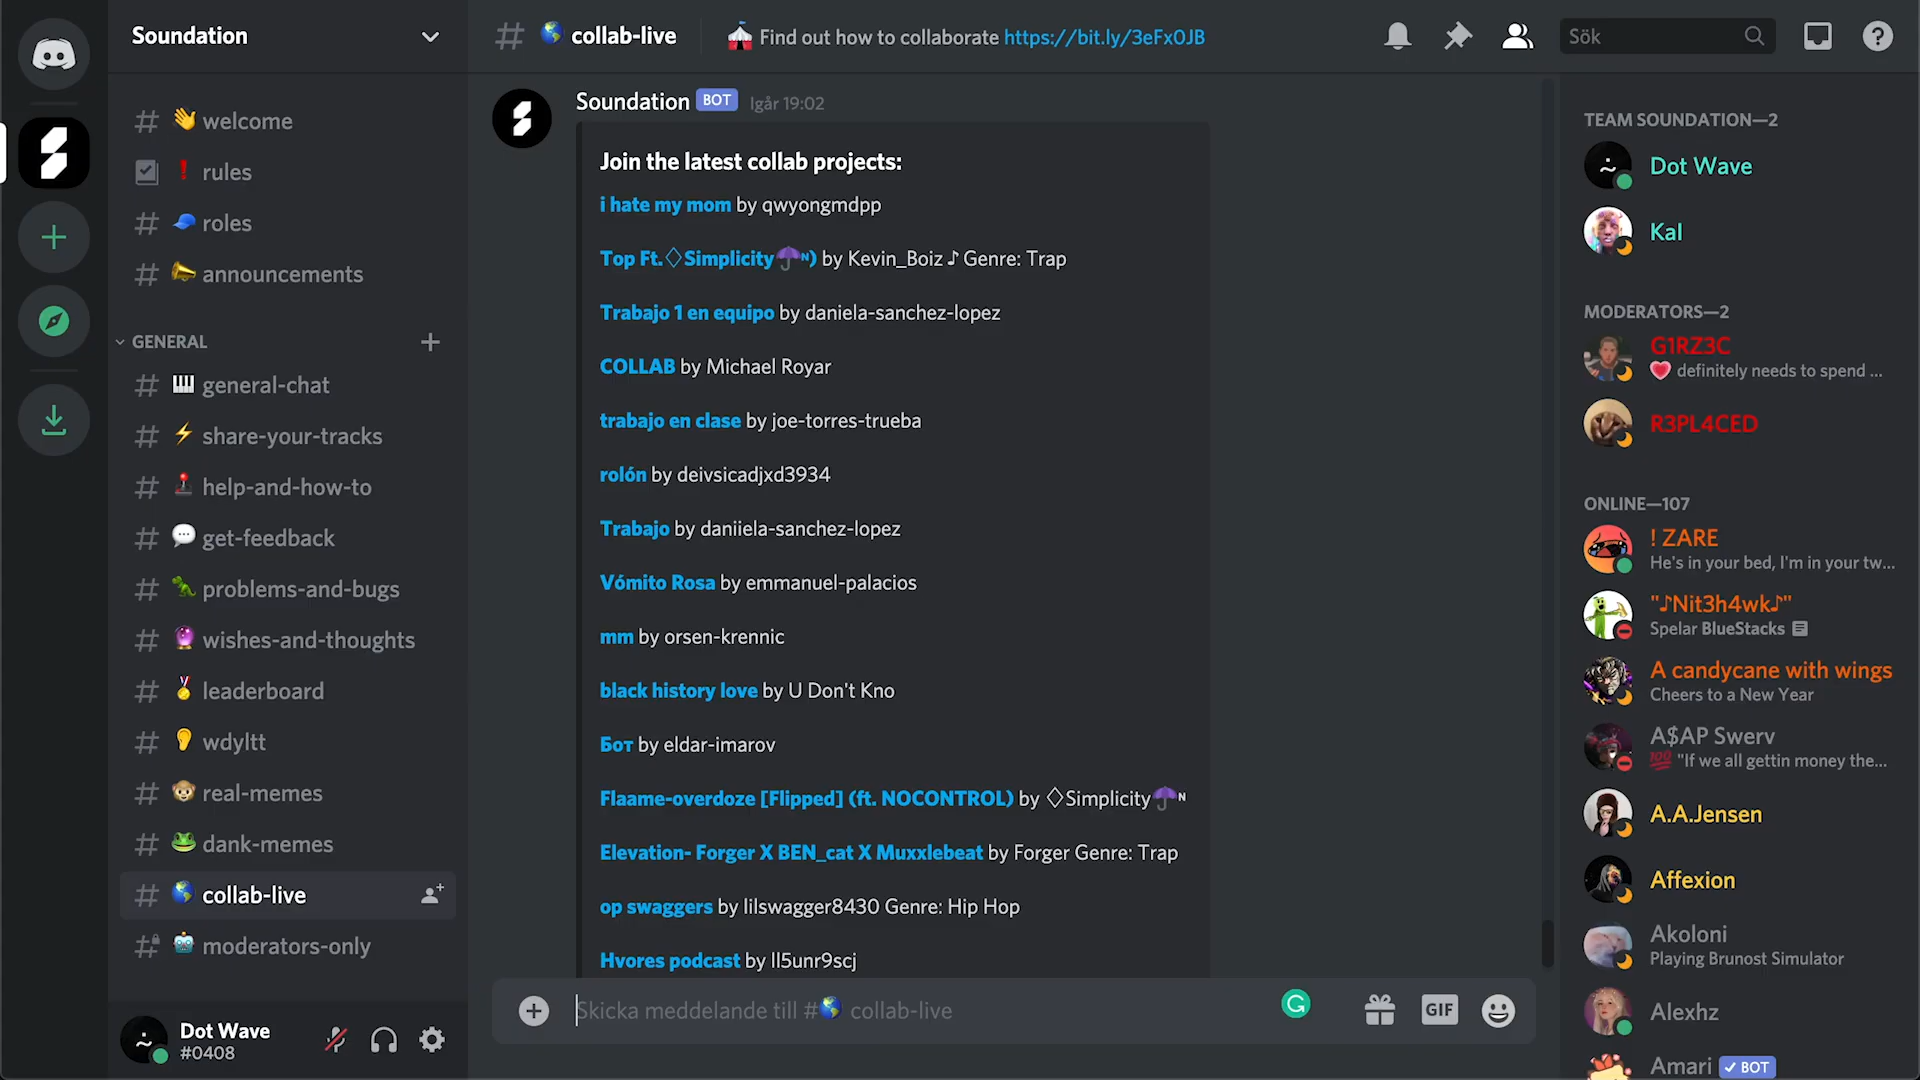 Soundation
welcome
rules
roles
announcements
GENERAL
general-chat
share-your-tracks
help-and-how-to
get-feedback
problems-and-bugs
wishes-and-thoughts
leaderboard
wdyltt
real-memes
dank-memes
collab-live
moderators-only
Dot Wave
#0408
collab-live
Find out how to collaborate https://bit.ly/3eFxOJB
Sök
Soundation BOT Igår 19:02
Join the latest collab projects:
i hate my mom by qwyongmdpp
Top Ft.♢Simplicity☂ᴺ) by Kevin_Boiz ♪ Genre: Trap
Trabajo 1 en equipo by daniela-sanchez-lopez
COLLAB by Michael Royar
trabajo en clase by joe-torres-trueba
rolón by deivsicadjxd3934
Trabajo by daniiela-sanchez-lopez
Vómito Rosa by emmanuel-palacios
mm by orsen-krennic
black history love by U Don't Kno
Бот by eldar-imarov
Flaame-overdoze [Flipped] (ft. NOCONTROL) by ♢Simplicity☂ᴺ
Elevation- Forger X BEN_cat X Muxxlebeat by Forger Genre: Trap
op swaggers by lilswagger8430 Genre: Hip Hop
Hvores podcast by ll5unr9scj
Skicka meddelande till # collab-live
GIF
TEAM SOUNDATION—2
Dot Wave
Kal
MODERATORS—2
G1RZ3C
definitely needs to spend ...
R3PL4CED
ONLINE—107
! ZARE
He's in your bed, I'm in your tw...
"♪Nit3h4wk♪"
Spelar BlueStacks
A candycane with wings
Cheers to a New Year
A$AP Swerv
💯 "If we all gettin money the...
A.A.Jensen
Affexion
Akoloni
Playing Brunost Simulator
Alexhz
Amari ✓ BOT